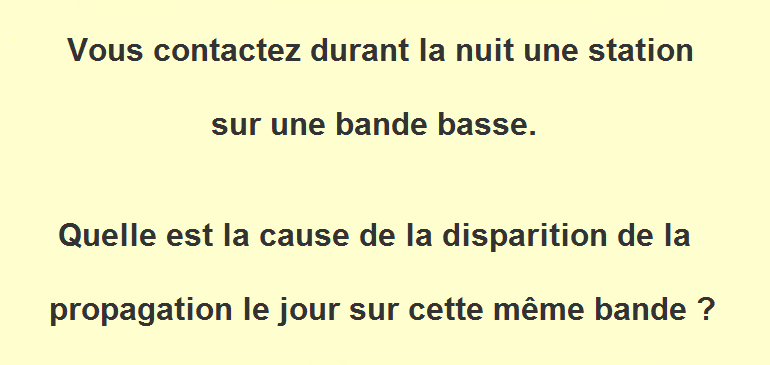 Vous contactez durant la nuit une station
sur une bande basse.
Quelle est la cause de la disparition de la
propagation le jour sur cette même bande ?